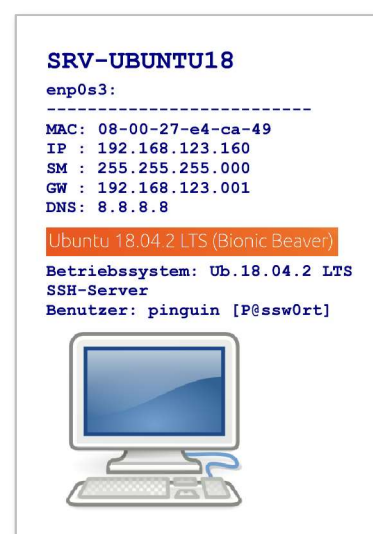 SRV-UBUNTU18
enp0s3:
--------------------------
MAC: 08-00-27-e4-ca-49
IP : 192.168.123.160
SM : 255.255.255.000
GW : 192.168.123.001
DNS: 8.8.8.8
Ubuntu 18.04.2 LTS (Bionic Beaver)
Betriebssystem: Ub.18.04.2 LTS
SSH-Server
Benutzer: pinguin [P@ssw0rt]